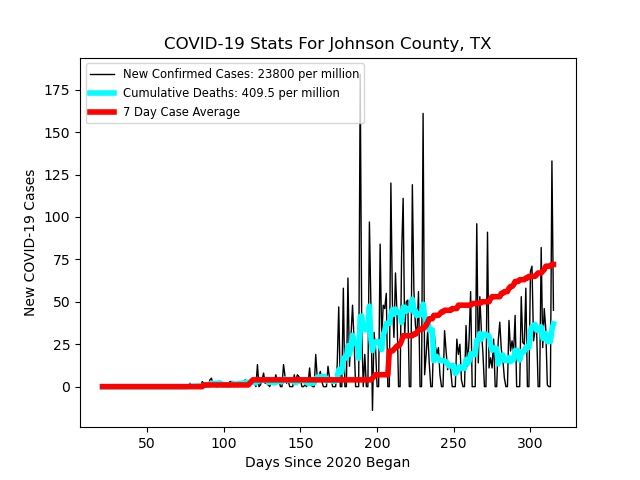 COVID-19 Stats For Johnson County, TX
New Confirmed Cases: 23800 per million
Cumulative Deaths: 409.5 per million
7 Day Case Average
New COVID-19 Cases
175
150
125
100
75
50
25
0
50 100 150 200 250 300
Days Since 2020 Began